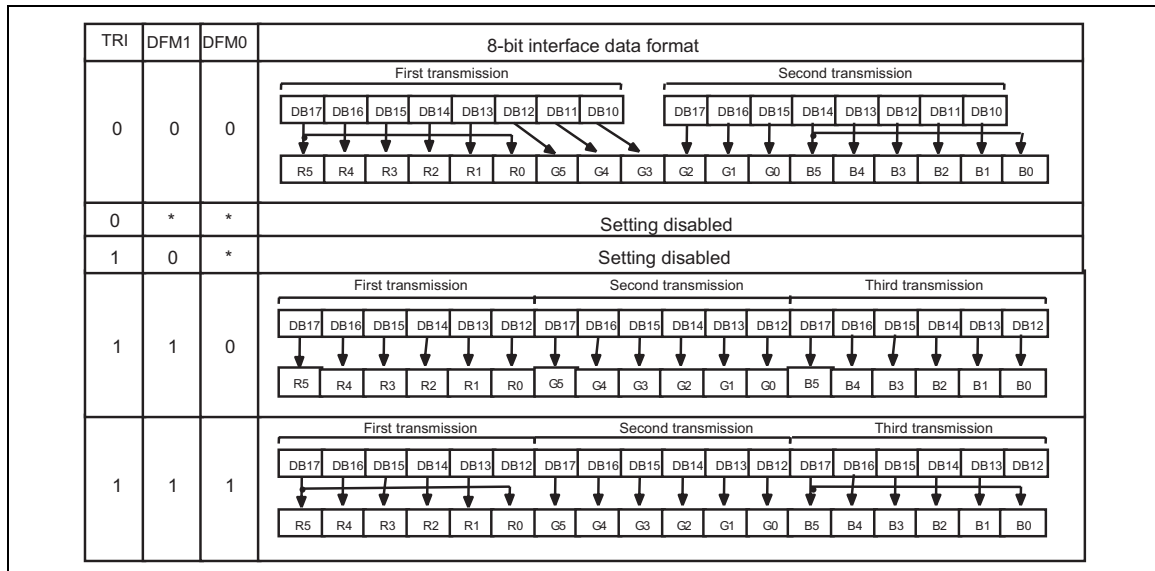 TRI DFM1 DFM0 8-bit interface data format
First transmission Second transmission
DB17 DB16 DB15 DB14 DB13 DB12 DB11 DB10 DB17 DB16 DB15 DB14 DB13 DB12 DB11 DB10
0 0 0
R5 R4 R3 R2 R1 R0 G5 G4 G3 G2 G1 G0 B5 B4 B3 B2 B1 B0
0 * * Setting disabled
1 0 * Setting disabled
First transmission Second transmission Third transmission
DB17 DB16 DB15 DB14 DB13 DB12 DB17 DB16 DB15 DB14 DB13 DB12 DB17 DB16 DB15 DB14 DB13 DB12
1 1 0
R5 R4 R3 R2 R1 R0 G5 G4 G3 G2 G1 G0 B5 B4 B3 B2 B1 B0
First transmission Second transmission Third transmission
DB17 DB16 DB15 DB14 DB13 DB12 DB17 DB16 DB15 DB14 DB13 DB12 DB17 DB16 DB15 DB14 DB13 DB12
1 1 1
R5 R4 R3 R2 R1 R0 G5 G4 G3 G2 G1 G0 B5 B4 B3 B2 B1 B0